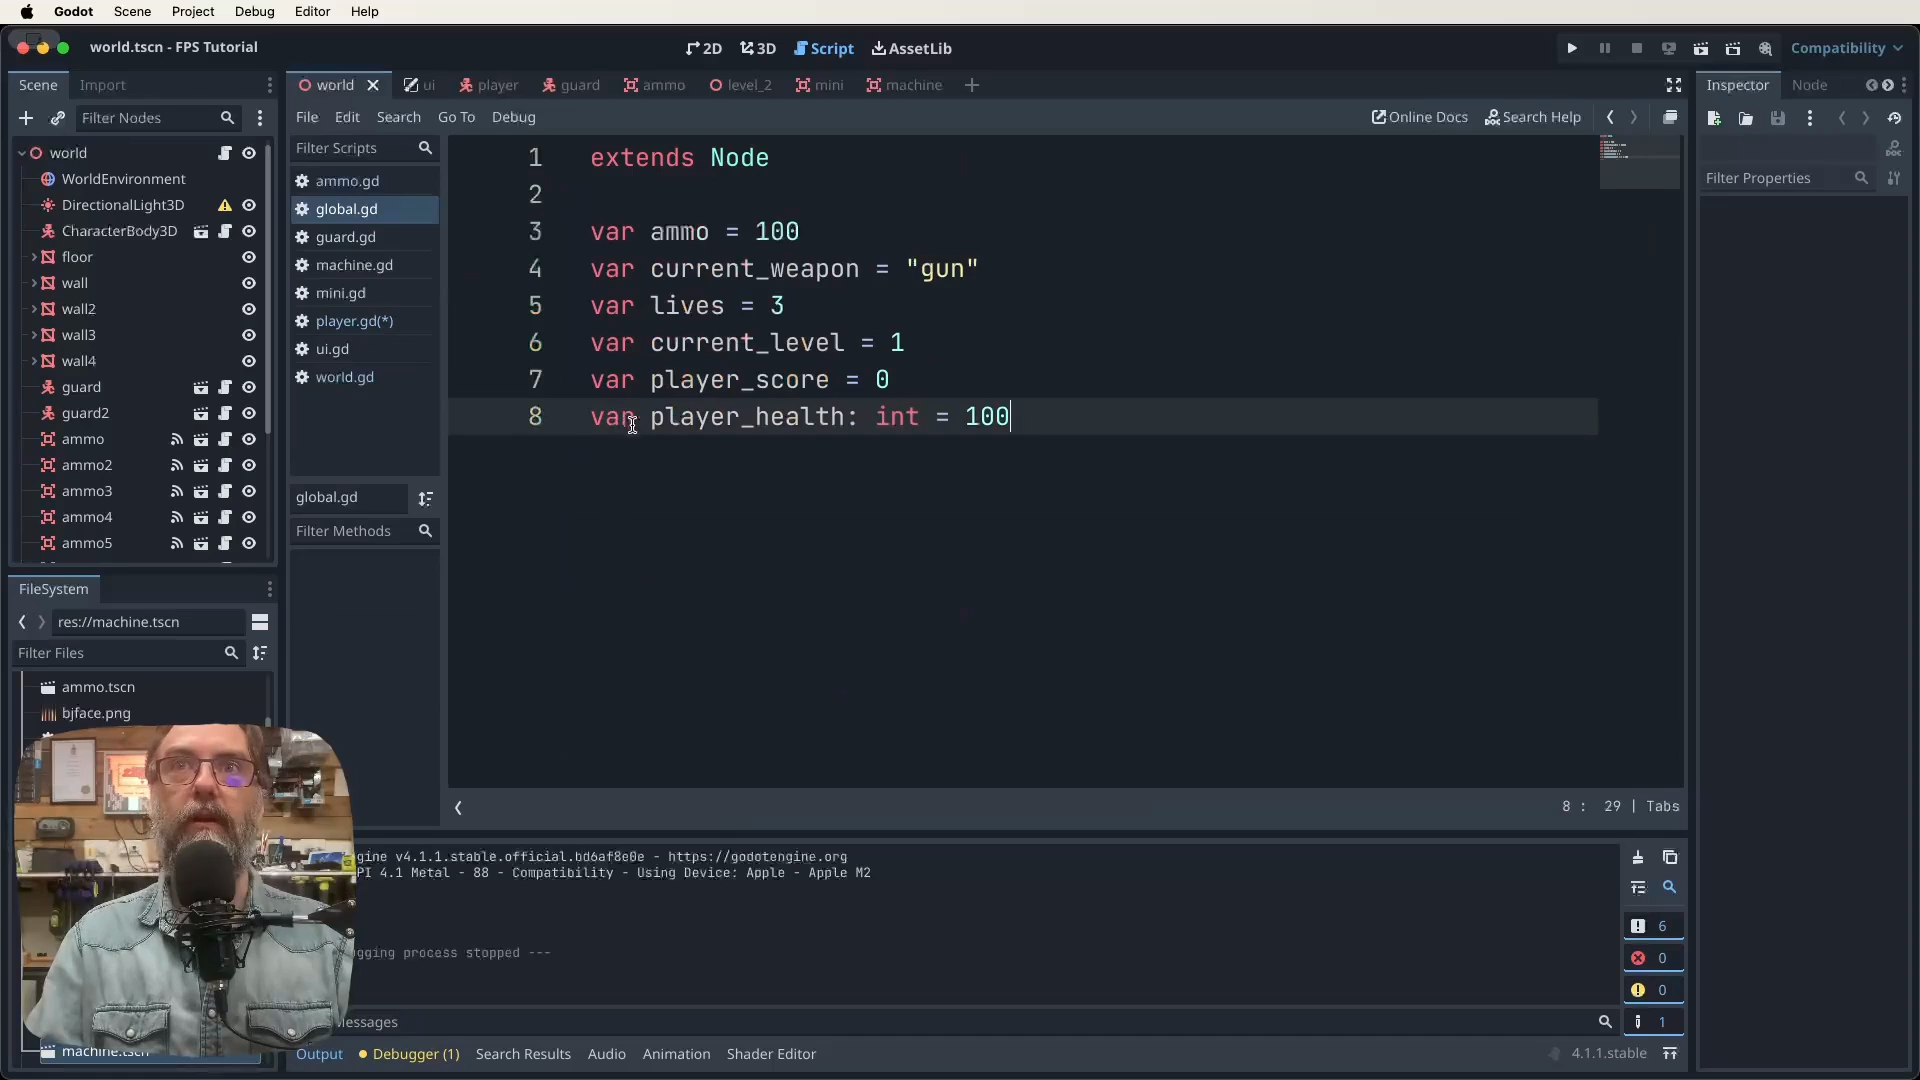 Godot Scene Project Debug Editor Help
world.tscn - FPS Tutorial
2D 3D Script AssetLib
Compatibility
Scene Import
world ui player guard ammo level_2 mini machine
Inspector Node
Filter Nodes
File Edit Search Go To Debug
Online Docs Search Help
Filter Scripts
Filter Properties
world
WorldEnvironment
DirectionalLight3D
CharacterBody3D
floor
wall
wall2
wall3
wall4
guard
guard2
ammo
ammo2
ammo3
ammo4
ammo5
ammo.gd
global.gd
guard.gd
machine.gd
mini.gd
player.gd(*)
ui.gd
world.gd
global.gd
Filter Methods
1 extends Node
2
3 var ammo = 100
4 var current_weapon = "gun"
5 var lives = 3
6 var current_level = 1
7 var player_score = 0
8 var player_health: int = 100
8 : 29 | Tabs
FileSystem
res://machine.tscn
Filter Files
ammo.tscn
bjface.png
machine.tscn
gine v4.1.1.stable.official.bd6af8e0e - https://godotengine.org
PI 4.1 Metal - 88 - Compatibility - Using Device: Apple - Apple M2
gging process stopped ---
Messages
6
0
0
1
Output Debugger (1) Search Results Audio Animation Shader Editor
4.1.1.stable